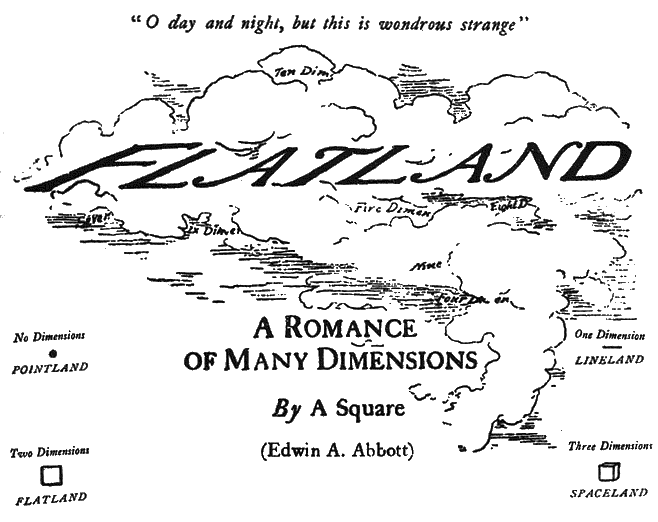 "O day and night, but this is wondrous strange"
Ten Dim
FLATLAND
Seven
Dimen
Five Dimen
Eight D
Nine
Four
No Dimensions
POINTLAND
A ROMANCE
OF MANY DIMENSIONS
One Dimension
LINELAND
By A Square
(Edwin A. Abbott)
Two Dimensions
FLATLAND
Three Dimensions
SPACELAND